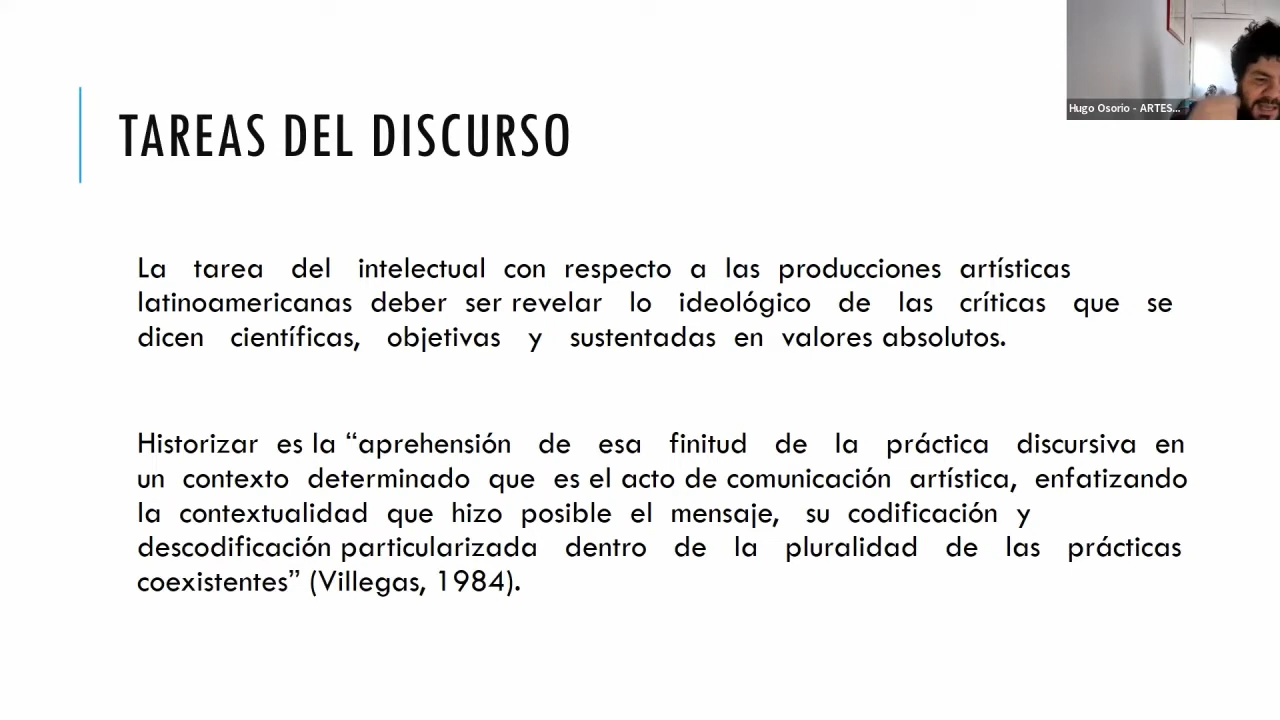 TAREAS DEL DISCURSO
Hugo Osorio - ARTES...
La tarea del intelectual con respecto a las producciones artísticas
latinoamericanas deber ser revelar lo ideológico de las críticas que se
dicen científicas, objetivas y sustentadas en valores absolutos.
Historizar es la “aprehensión de esa finitud de la práctica discursiva en
un contexto determinado que es el acto de comunicación artística, enfatizando
la contextualidad que hizo posible el mensaje, su codificación y
descodificación particularizada dentro de la pluralidad de las prácticas
coexistentes” (Villegas, 1984).